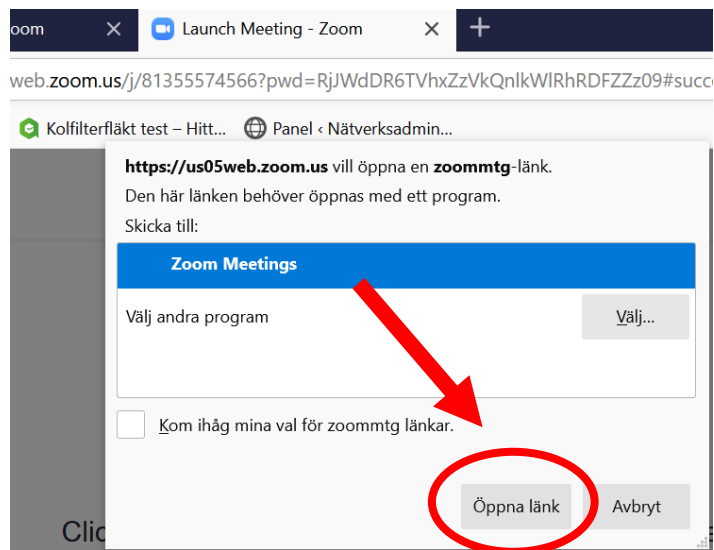 oom
Launch Meeting - Zoom
web.zoom.us/j/81355574566?pwd=RjJWdDR6TVhxZzVkQnlkWlRhRDFZZz09#succ
Kolfilterfläkt test – Hitt... Panel ‹ Nätverksadmin...
https://us05web.zoom.us vill öppna en zoommtg-länk.
Den här länken behöver öppnas med ett program.
Skicka till:
Zoom Meetings
Välj andra program Välj...
Kom ihåg mina val för zoommtg länkar.
Öppna länk Avbryt
Clic